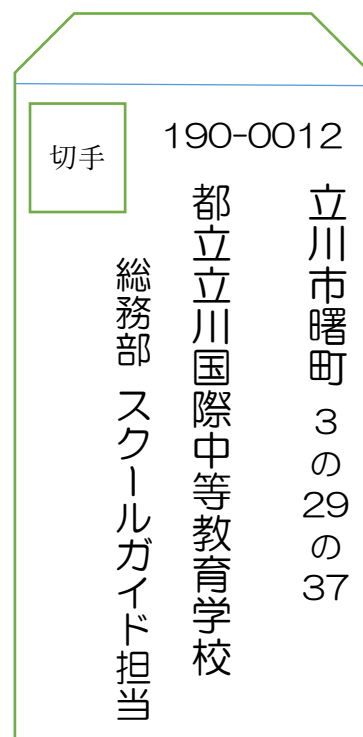 切手
190-0012
立川市曙町 3の29の37
都立立川国際中等教育学校
総務部 スクールガイド担当